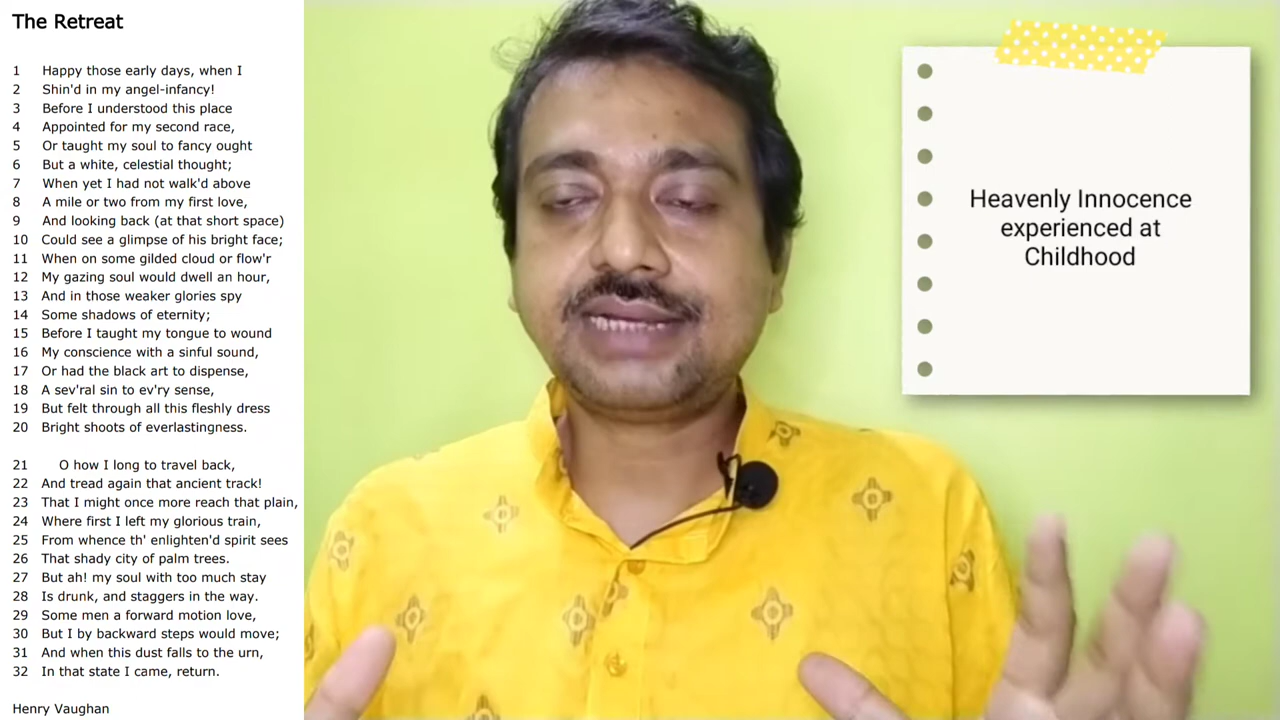 The Retreat
1 Happy those early days, when I
2 Shin'd in my angel-infancy!
3 Before I understood this place
4 Appointed for my second race,
5 Or taught my soul to fancy ought
6 But a white, celestial thought;
7 When yet I had not walk'd above
8 A mile or two from my first love,
9 And looking back (at that short space)
10 Could see a glimpse of his bright face;
11 When on some gilded cloud or flow'r
12 My gazing soul would dwell an hour,
13 And in those weaker glories spy
14 Some shadows of eternity;
15 Before I taught my tongue to wound
16 My conscience with a sinful sound,
17 Or had the black art to dispense,
18 A sev'ral sin to ev'ry sense,
19 But felt through all this fleshly dress
20 Bright shoots of everlastingness.
21 O how I long to travel back,
22 And tread again that ancient track!
23 That I might once more reach that plain,
24 Where first I left my glorious train,
25 From whence th' enlighten'd spirit sees
26 That shady city of palm trees.
27 But ah! my soul with too much stay
28 Is drunk, and staggers in the way.
29 Some men a forward motion love,
30 But I by backward steps would move;
31 And when this dust falls to the urn,
32 In that state I came, return.
Henry Vaughan
Heavenly Innocence
experienced at
Childhood